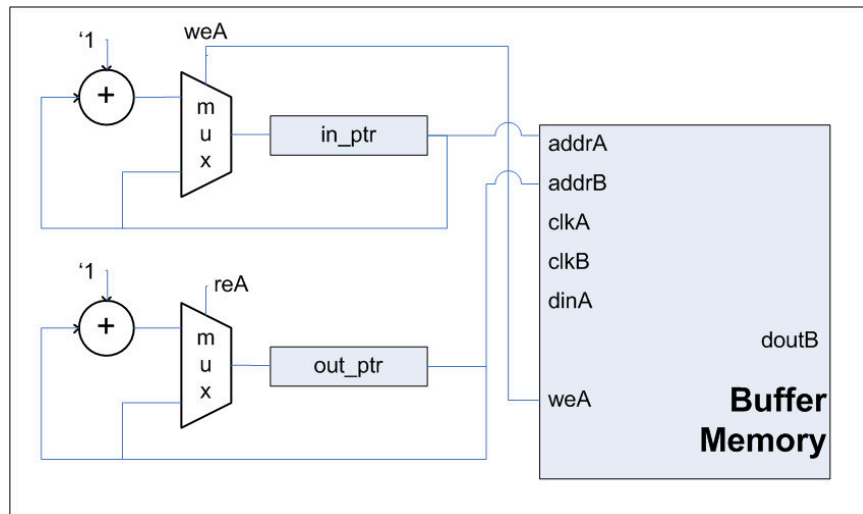 ‘1
weA
+
m
u
x
in_ptr
‘1
reA
+
m
u
x
out_ptr
addrA
addrB
clkA
clkB
dinA
doutB
weA
Buffer
Memory